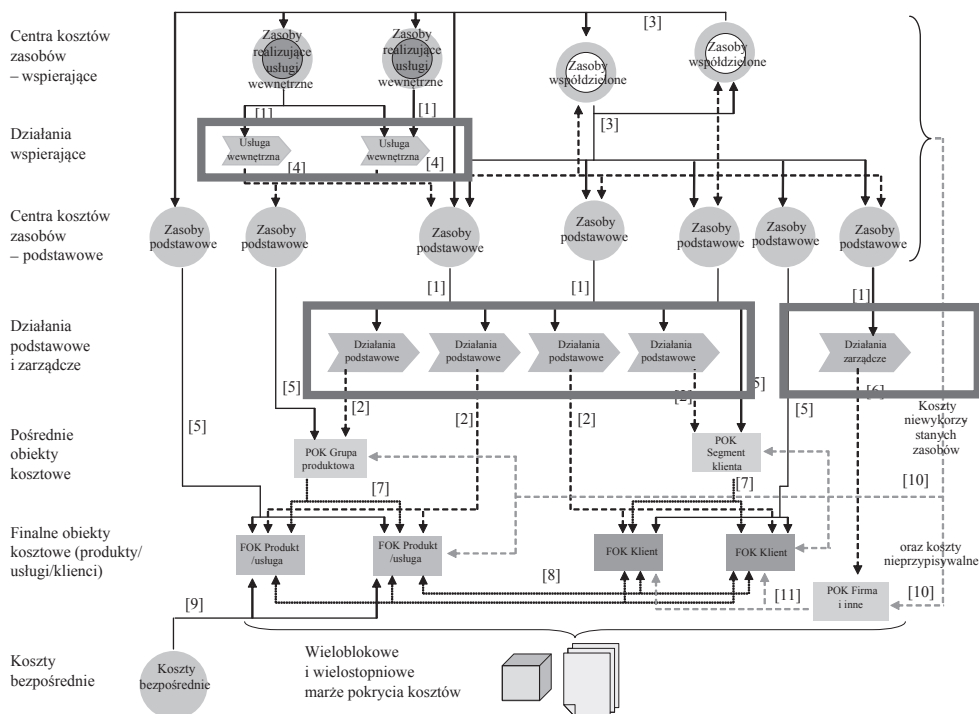 [3]
Centra kosztów
zasobów
– wspierające
Zasoby
realizujące
usługi
wewnętrzne
Zasoby
realizujące
usługi
wewnętrzne
Zasoby
współdzielone
Zasoby
współdzielone
[1]
[1]
[3]
Działania
wspierające
Usługa
wewnętrzna
Usługa
wewnętrzna
[4]
[4]
Centra kosztów
zasobów
– podstawowe
Zasoby
podstawowe
Zasoby
podstawowe
Zasoby
podstawowe
Zasoby
podstawowe
Zasoby
podstawowe
Zasoby
podstawowe
Zasoby
podstawowe
[1]
[1]
[1]
Działania
podstawowe
i zarządcze
Działania
podstawowe
Działania
podstawowe
Działania
podstawowe
Działania
podstawowe
Działania
zarządcze
[5]
[5]
[2]
[2]
[2]
[2]
[5]
[5]
[6]
Koszty
niewykorzy
stanych
zasobów
Pośrednie
obiekty
kosztowe
POK Grupa
produktowa
POK
Segment
klienta
[7]
[7]
[10]
Finalne obiekty
kosztowe (produkty/
usługi/klienci)
FOK Produkt
/usługa
FOK Produkt
/usługa
FOK Klient
FOK Klient
oraz koszty
nieprzypisywalne
[8]
[9]
[11]
POK Firma
i inne
[10]
Koszty
bezpośrednie
Koszty
bezpośrednie
Wieloblokowe
i wielostopniowe
marże pokrycia kosztów